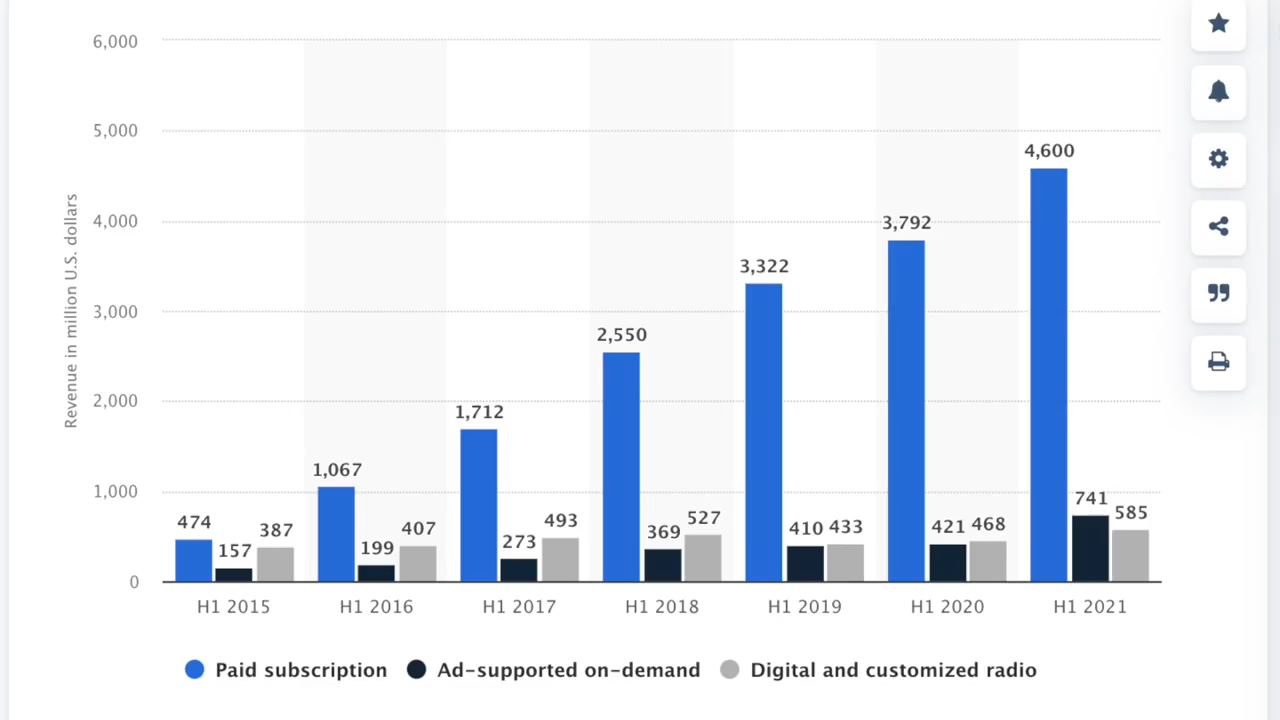 6,000
5,000
4,000
3,000
2,000
1,000
0
Revenue in million U.S. dollars
474
157
387
1,067
199
407
1,712
273
493
2,550
369
527
3,322
410
433
3,792
421
468
4,600
741
585
H1 2015
H1 2016
H1 2017
H1 2018
H1 2019
H1 2020
H1 2021
Paid subscription
Ad-supported on-demand
Digital and customized radio